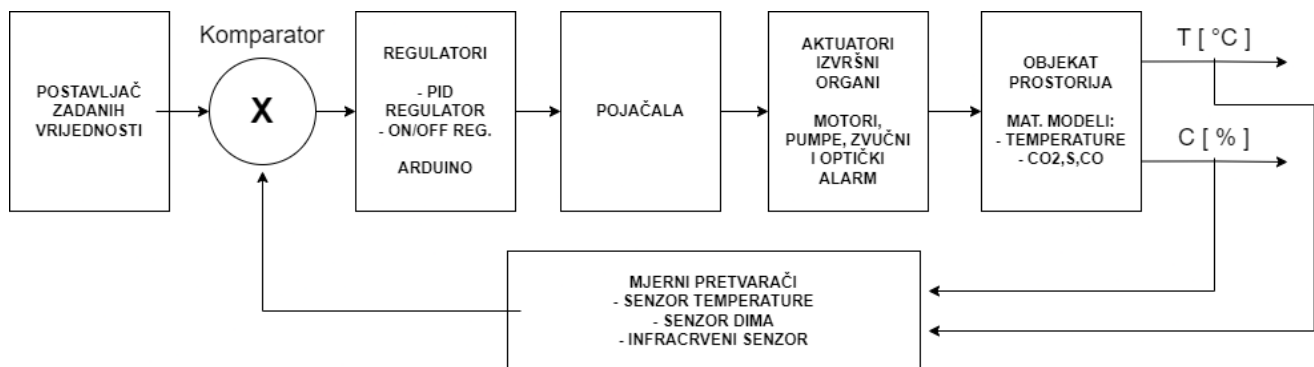 POSTAVLJAČ
ZADANIH
VRIJEDNOSTI
Komparator
X
REGULATORI
- PID
REGULATOR
- ON/OFF REG.
ARDUINO
POJAČALA
AKTUATORI
IZVRŠNI
ORGANI
MOTORI,
PUMPE, ZVUČNI
I OPTIČKI
ALARM
OBJEKAT
PROSTORIJA
MAT. MODELI:
- TEMPERATURE
- CO2,S,CO
T [ °C ]
C [ % ]
MJERNI PRETVARAČI
- SENZOR TEMPERATURE
- SENZOR DIMA
- INFRACRVENI SENZOR